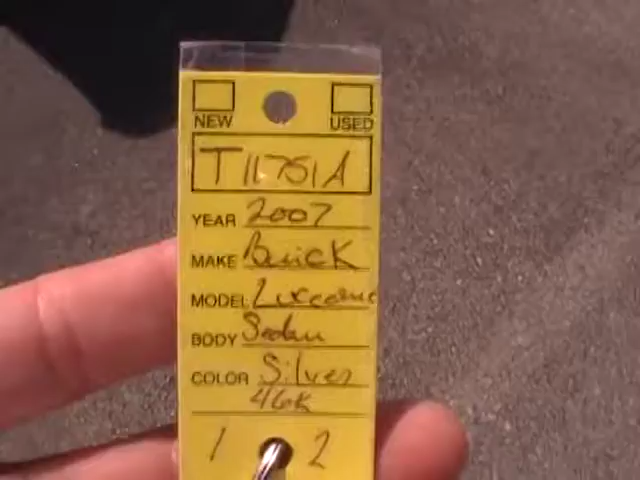 NEW USED
T11751A
YEAR 2007
MAKE Buick
MODEL Lucerne
BODY Sedan
COLOR Silver
46K
1 2